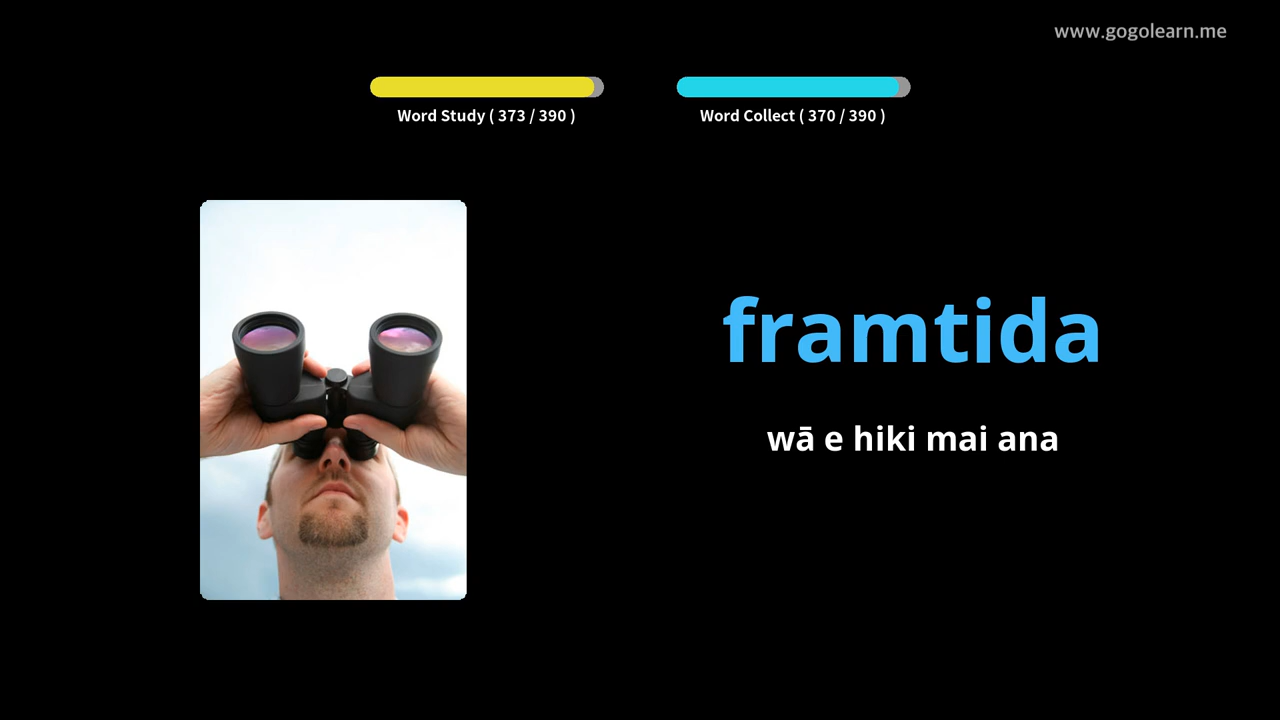 www.gogolearn.me
Word Study ( 373 / 390 )
Word Collect ( 370 / 390 )
framtida
wā e hiki mai ana